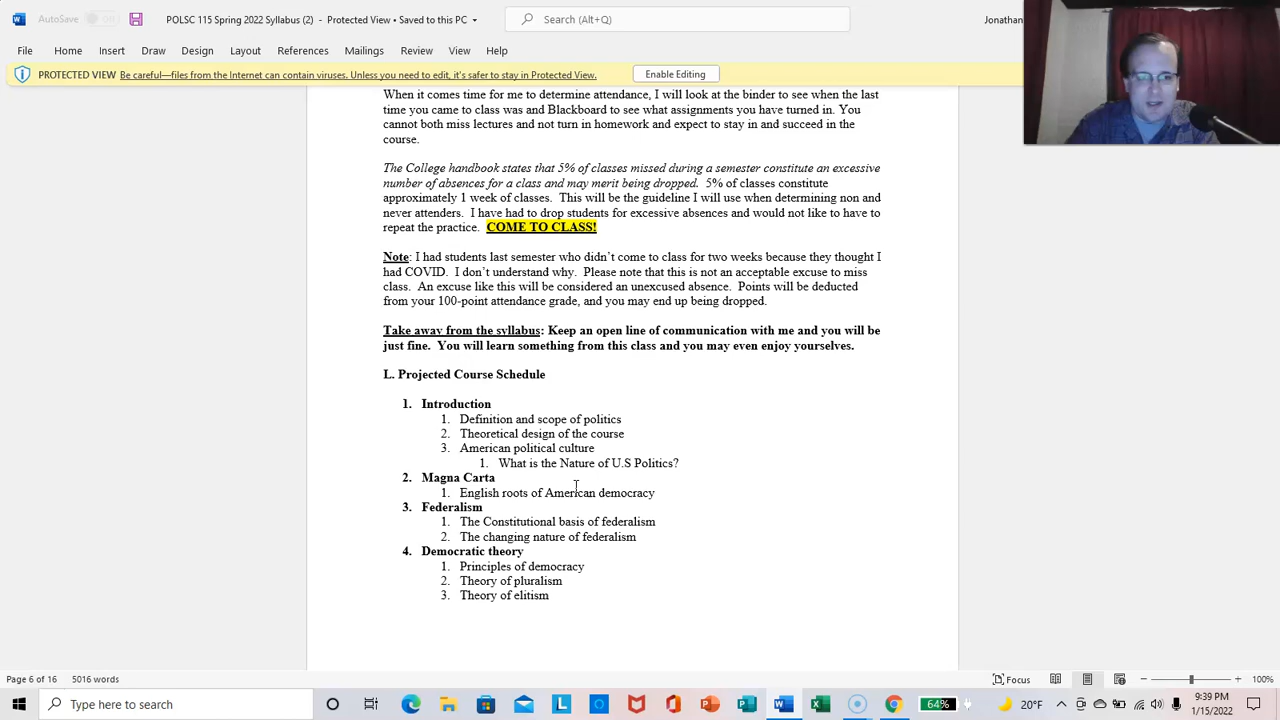 AutoSave Off
POLSC 115 Spring 2022 Syllabus (2) - Protected View • Saved to this PC
Search (Alt+Q)
Jonathan
File Home Insert Draw Design Layout References Mailings Review View Help
PROTECTED VIEW Be careful—files from the Internet can contain viruses. Unless you need to edit, it's safer to stay in Protected View. Enable Editing
When it comes time for me to determine attendance, I will look at the binder to see when the last
time you came to class was and Blackboard to see what assignments you have turned in. You
cannot both miss lectures and not turn in homework and expect to stay in and succeed in the
course.
The College handbook states that 5% of classes missed during a semester constitute an excessive
number of absences for a class and may merit being dropped. 5% of classes constitute
approximately 1 week of classes. This will be the guideline I will use when determining non and
never attenders. I have had to drop students for excessive absences and would not like to have to
repeat the practice. COME TO CLASS!
Note: I had students last semester who didn't come to class for two weeks because they thought I
had COVID. I don't understand why. Please note that this is not an acceptable excuse to miss
class. An excuse like this will be considered an unexcused absence. Points will be deducted
from your 100-point attendance grade, and you may end up being dropped.
Take away from the syllabus: Keep an open line of communication with me and you will be
just fine. You will learn something from this class and you may even enjoy yourselves.
L. Projected Course Schedule
1. Introduction
1. Definition and scope of politics
2. Theoretical design of the course
3. American political culture
1. What is the Nature of U.S Politics?
2. Magna Carta
1. English roots of American democracy
3. Federalism
1. The Constitutional basis of federalism
2. The changing nature of federalism
4. Democratic theory
1. Principles of democracy
2. Theory of pluralism
3. Theory of elitism
Page 6 of 16 5016 words
Focus
100%
Type here to search
64%
20°F
9:39 PM
1/15/2022